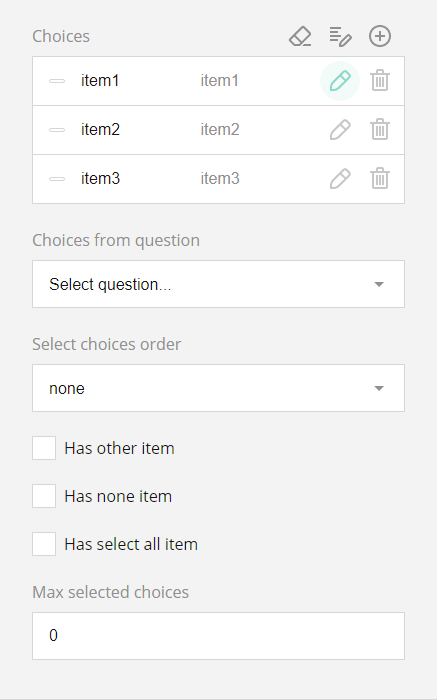 Choices
item1 item1
item2 item2
item3 item3
Choices from question
Select question...
Select choices order
none
Has other item
Has none item
Has select all item
Max selected choices
0